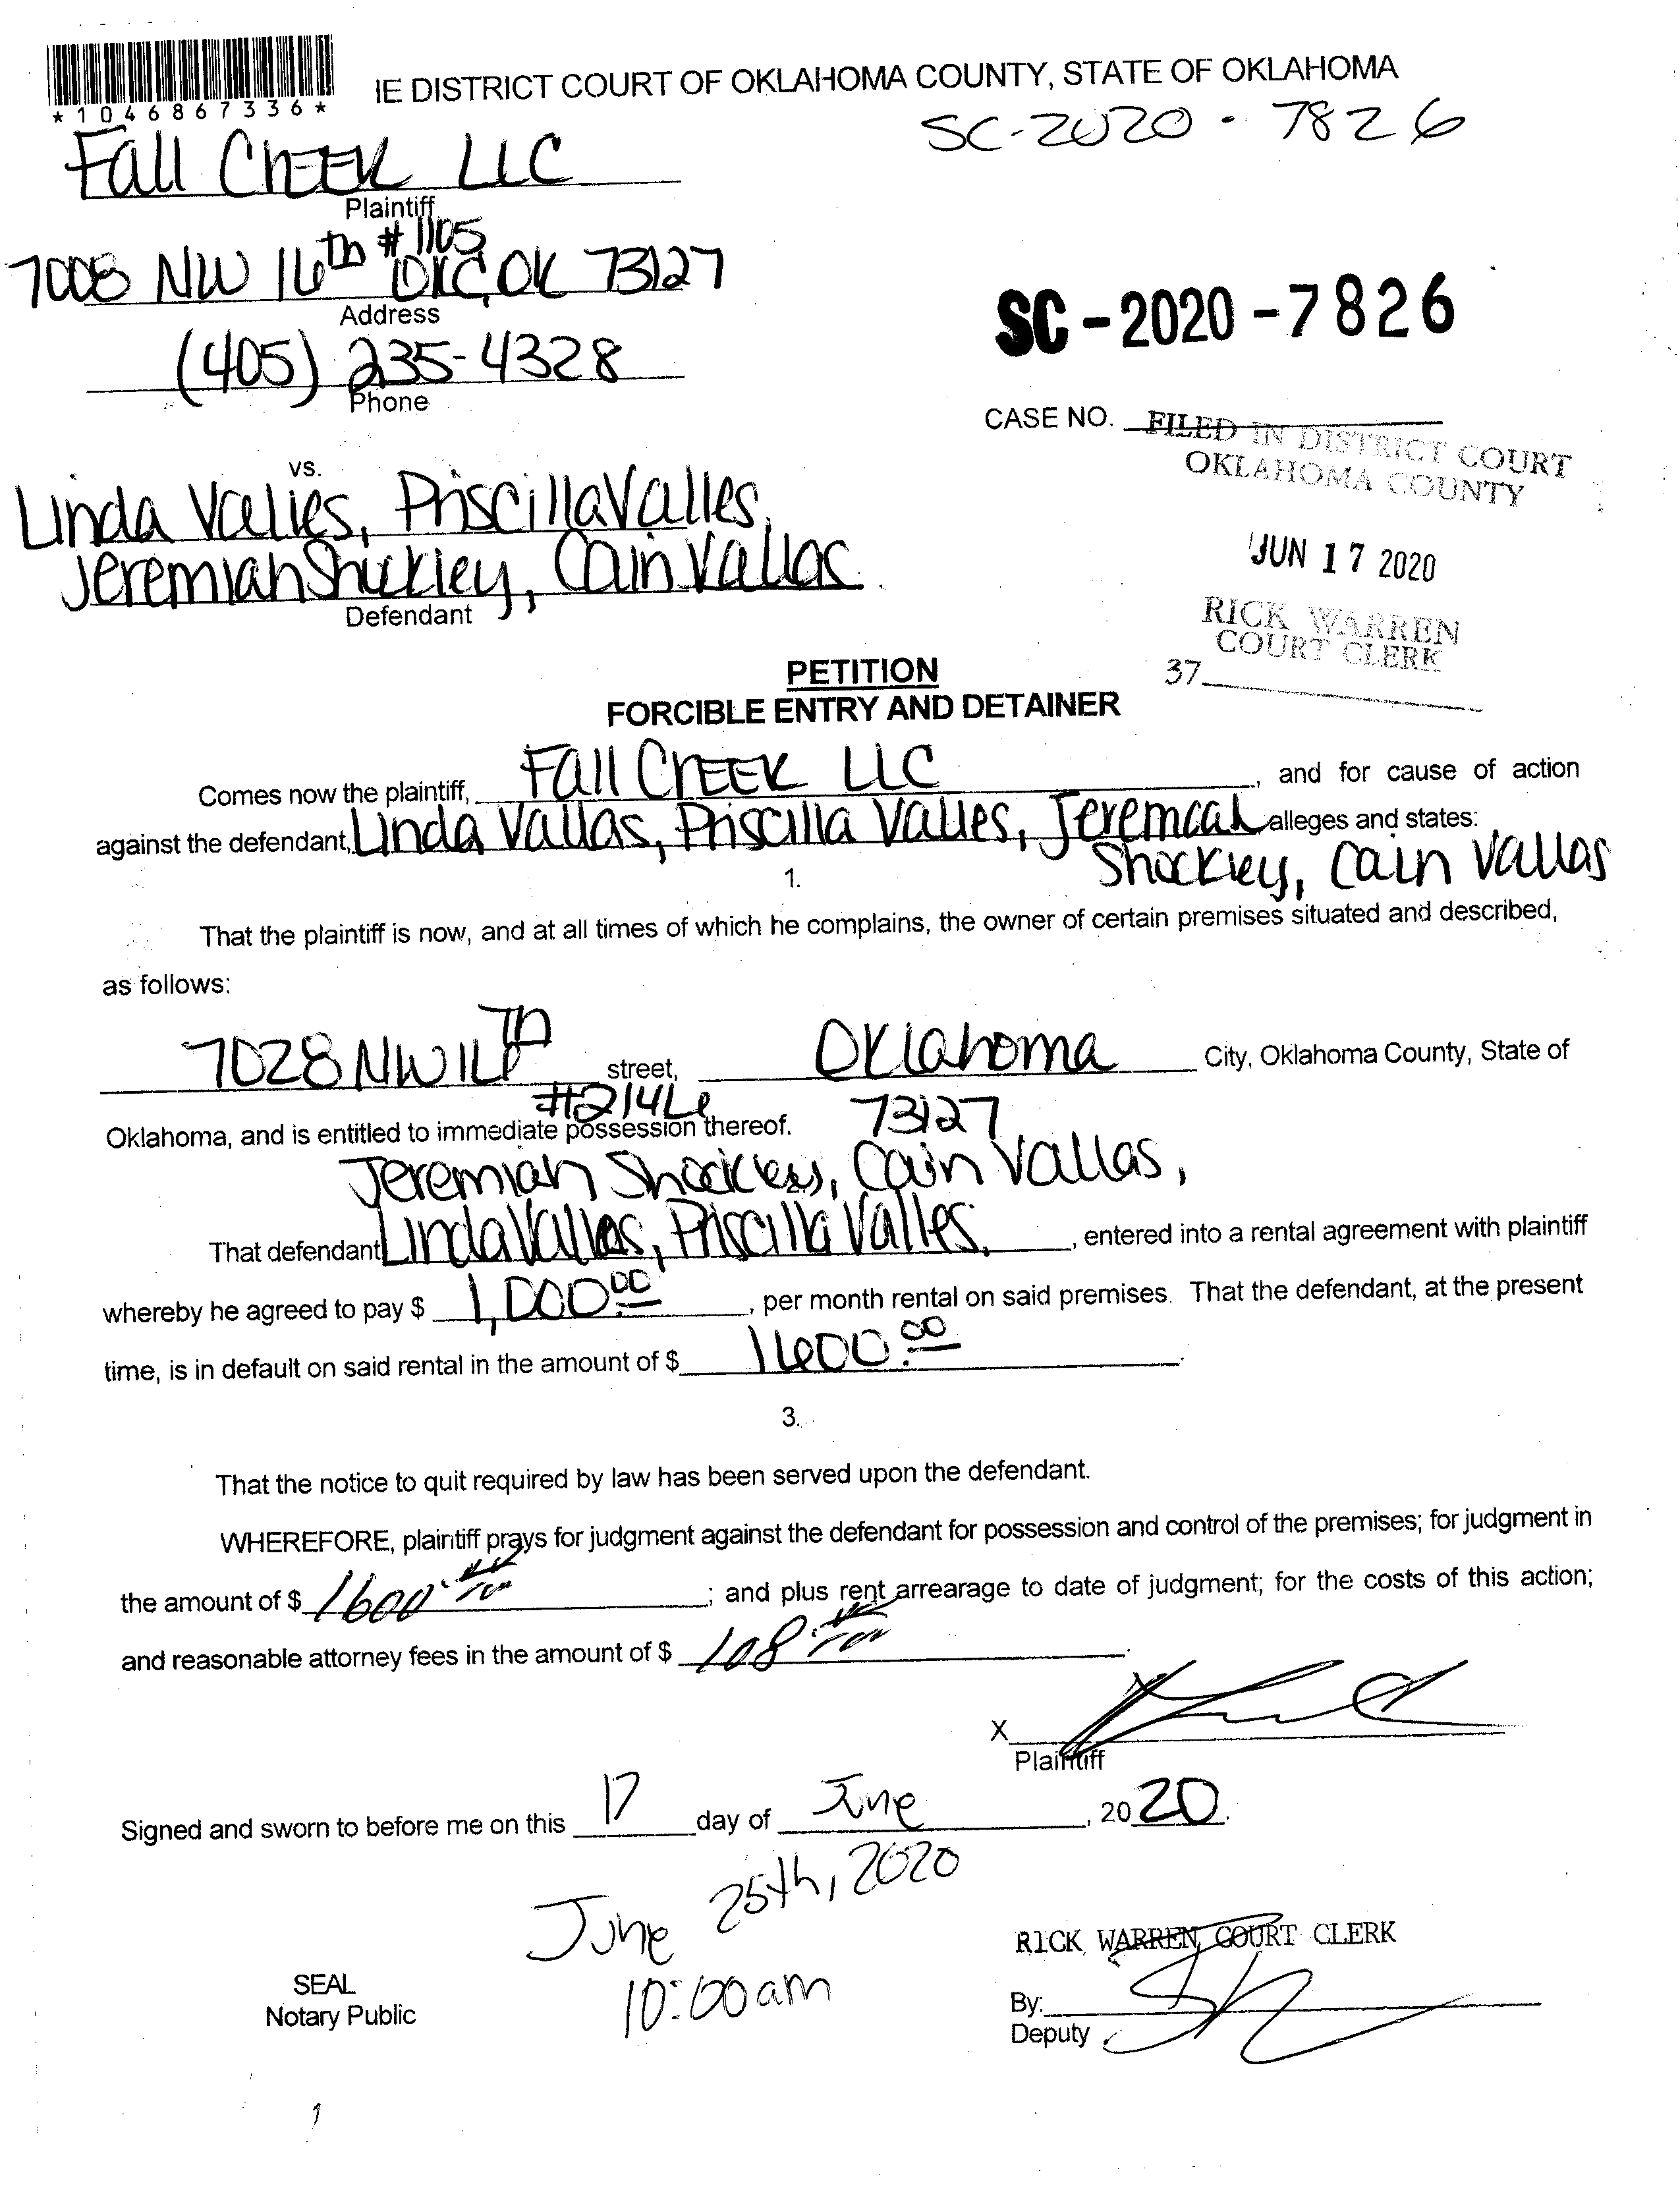 *1046867336*
IE DISTRICT COURT OF OKLAHOMA COUNTY, STATE OF OKLAHOMA
SC-2020-7826
Fall Creek LLC
Plaintiff
7008 NW 16th #1105 OKC, OK 73127
Address
SC-2020-7826
(405) 235-4328
Phone
CASE NO.
FILED IN DISTRICT COURT
OKLAHOMA COUNTY
vs.
Linda Valles, Priscilla Valles,
JUN 17 2020
Jeremiah Shockley, Cain Vallas
Defendant
RICK WARREN
COURT CLERK
PETITION
37
FORCIBLE ENTRY AND DETAINER
Comes now the plaintiff, Fall Creek LLC, and for cause of action
against the defendant, Linda Vallas, Priscilla Valles, Jeremiah alleges and states:
Shockley, Cain Vallas
1.
That the plaintiff is now, and at all times of which he complains, the owner of certain premises situated and described,
as follows:
7028 NW 16th street, Oklahoma City, Oklahoma County, State of
#2146 73127
Oklahoma, and is entitled to immediate possession thereof.
Jeremiah Shockley, Cain Vallas,
That defendant Linda Vallas, Priscilla Valles, , entered into a rental agreement with plaintiff
whereby he agreed to pay $ 1,000.00, per month rental on said premises. That the defendant, at the present
time, is in default on said rental in the amount of $ 1600.00.
3.
That the notice to quit required by law has been served upon the defendant.
WHEREFORE, plaintiff prays for judgment against the defendant for possession and control of the premises; for judgment in
the amount of $ 1600; and plus rent arrearage to date of judgment; for the costs of this action;
and reasonable attorney fees in the amount of $ 108.
X
Plaintiff
Signed and sworn to before me on this 17 day of June, 2020.
June 25th, 2020
10:00am
RICK WARREN, COURT CLERK
SEAL
Notary Public
By:
Deputy
1